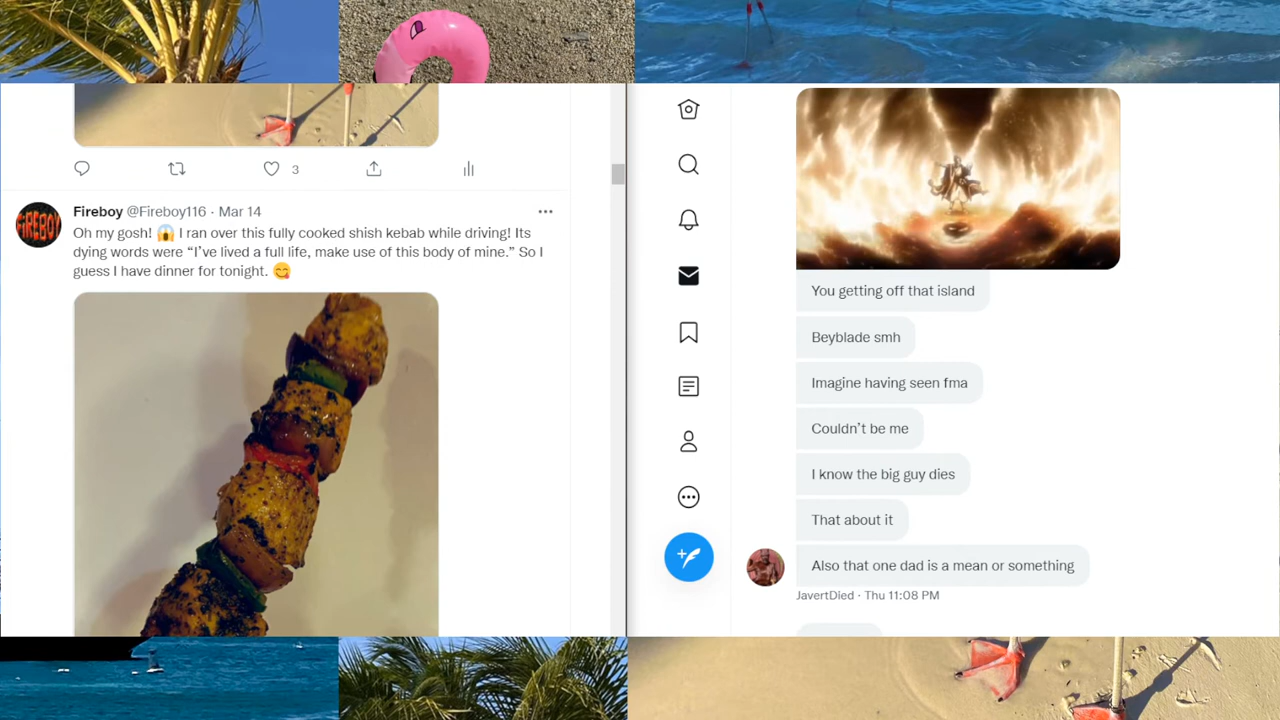 3
Fireboy @Fireboy116 · Mar 14
Oh my gosh! 😱 I ran over this fully cooked shish kebab while driving! Its
dying words were “I’ve lived a full life, make use of this body of mine.” So I
guess I have dinner for tonight. 😋
FIREBOY
You getting off that island
Beyblade smh
Imagine having seen fma
Couldn’t be me
I know the big guy dies
That about it
Also that one dad is a mean or something
JavertDied · Thu 11:08 PM